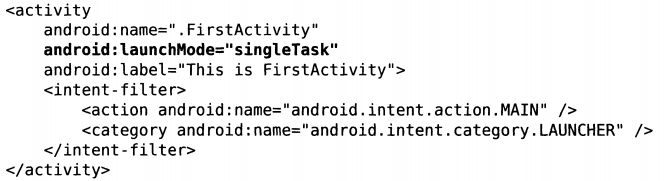 <activity
    android:name=".FirstActivity"
    android:launchMode="singleTask"
    android:label="This is FirstActivity">
    <intent-filter>
        <action android:name="android.intent.action.MAIN" />
        <category android:name="android.intent.category.LAUNCHER" />
    </intent-filter>
</activity>